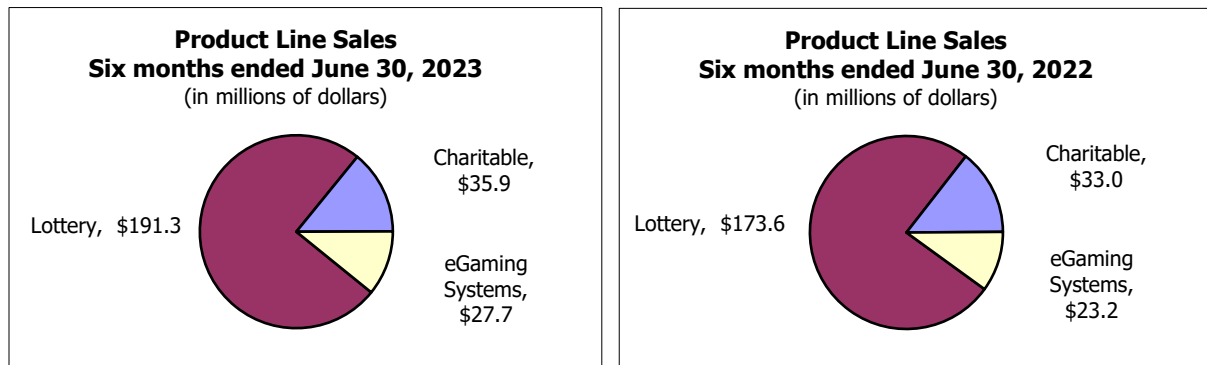 Product Line Sales
Six months ended June 30, 2023
(in millions of dollars)
Charitable,
$35.9
Lottery, $191.3
eGaming
Systems,
$27.7
Product Line Sales
Six months ended June 30, 2022
(in millions of dollars)
Charitable,
$33.0
Lottery, $173.6
eGaming
Systems,
$23.2